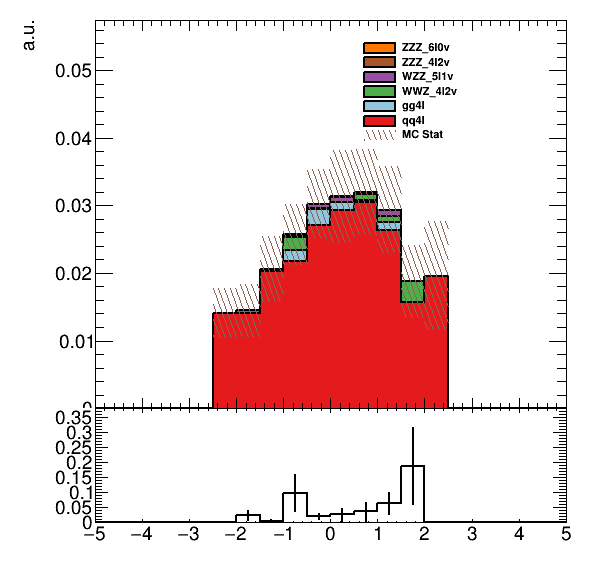 a.u.
ZZZ_6l0v
ZZZ_4l2v
WZZ_5l1v
WWZ_4l2v
gg4l
qq4l
MC Stat
0.05
0.04
0.03
0.02
0.01
0
0.35
0.3
0.25
0.2
0.15
0.1
0.05
0
−5 −4 −3 −2 −1 0 1 2 3 4 5